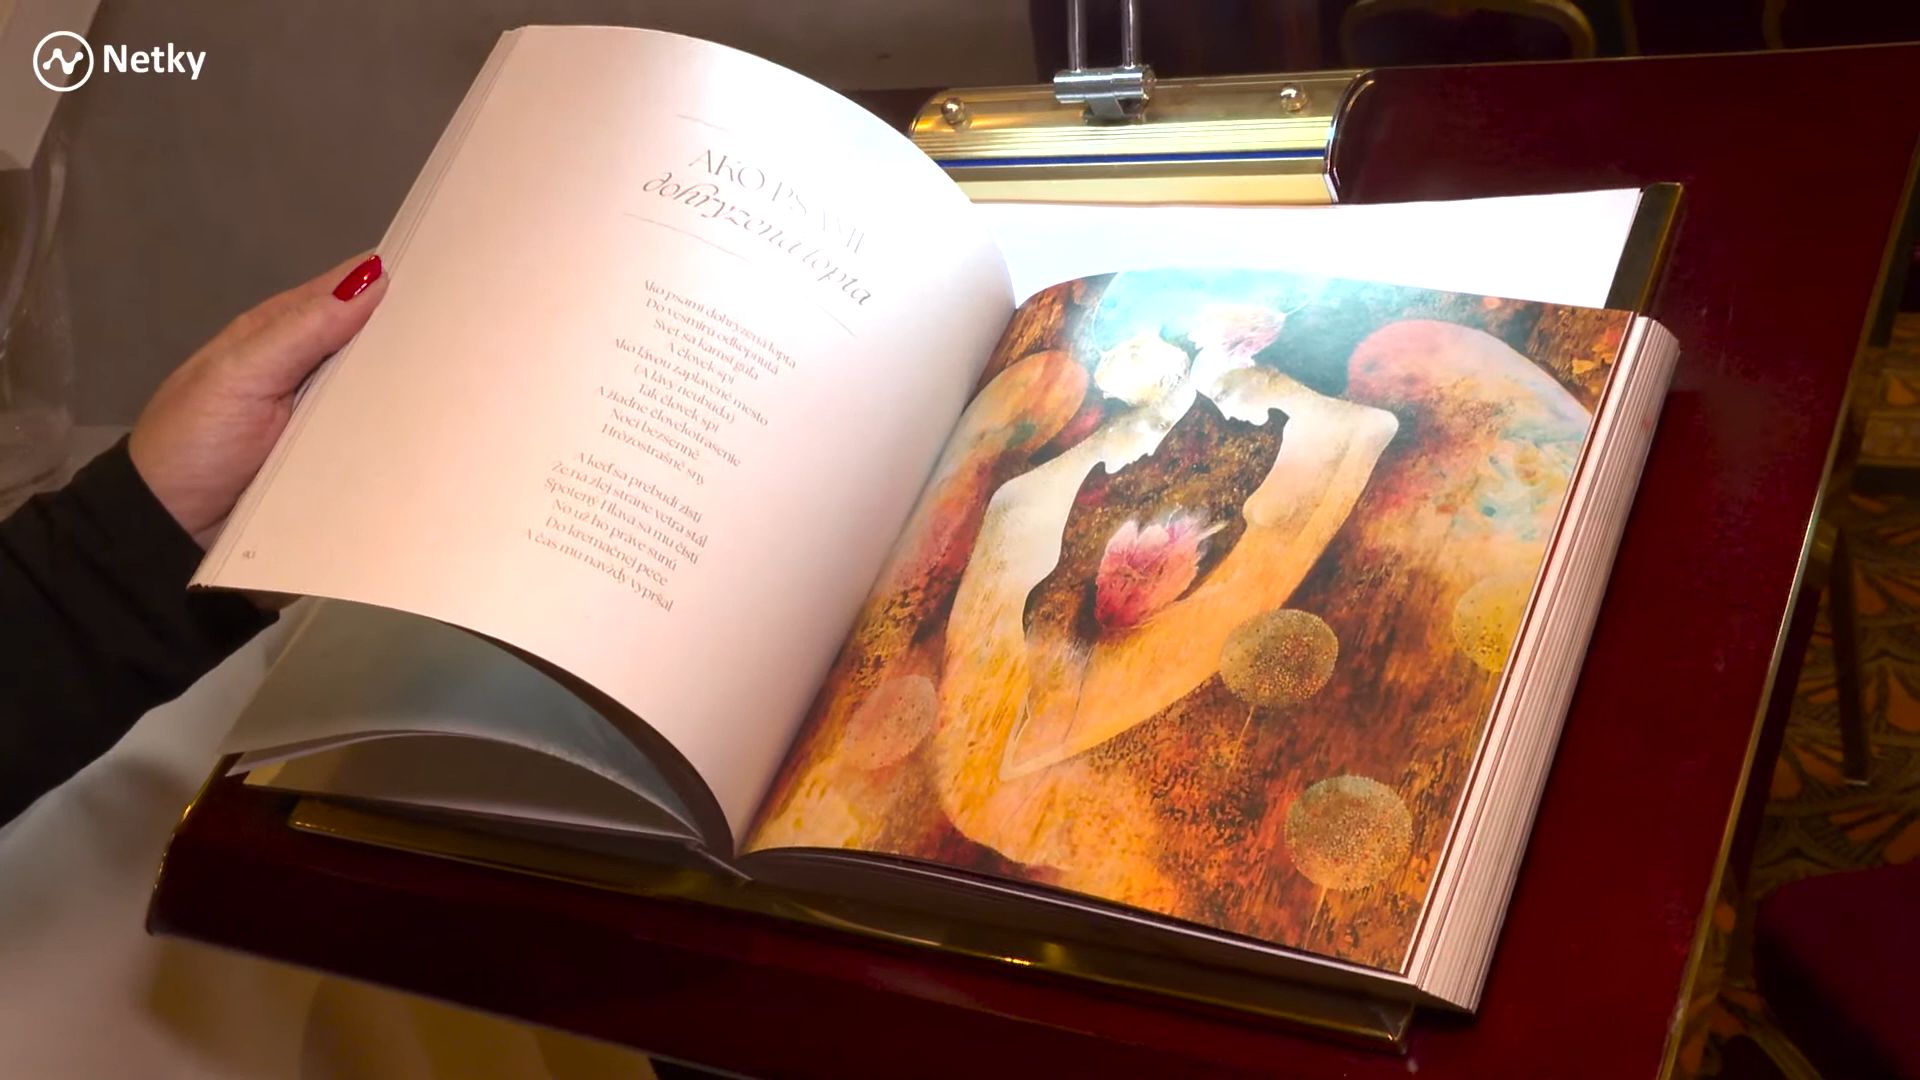 Netky
AKO PSAMI
dohryzená lopta
Ako psami dohryzená lopta
Do vesmíru odkopnutá
Svet sa kamsi gúľa
A človek spí
Ako lávou zaplavené mesto
(A lávy neubúda)
Tak človek spí
A žiadne človekotrasenie
Noci bezsenné
Hrôzostrašné sny
A keď sa prebudí zistí
Že na zlej strane vetra stál
Spotený Hlava sa mu čistí
No už ho práve sunú
Do kremačnej pece
A čas mu navždy vypršal